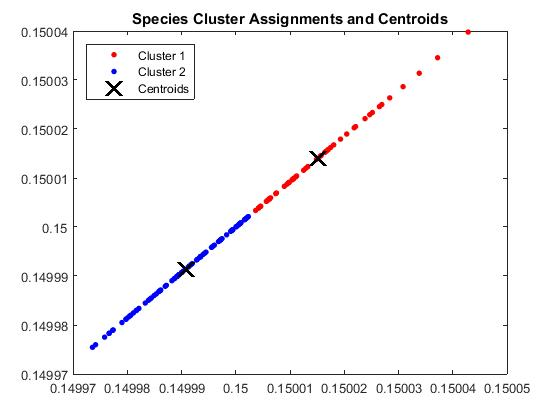 Species Cluster Assignments and Centroids
0.15004
Cluster 1
Cluster 2
Centroids
0.15003
0.15002
0.15001
0.15
0.14999
0.14998
0.14997
0.14997 0.14998 0.14999 0.15 0.15001 0.15002 0.15003 0.15004 0.15005